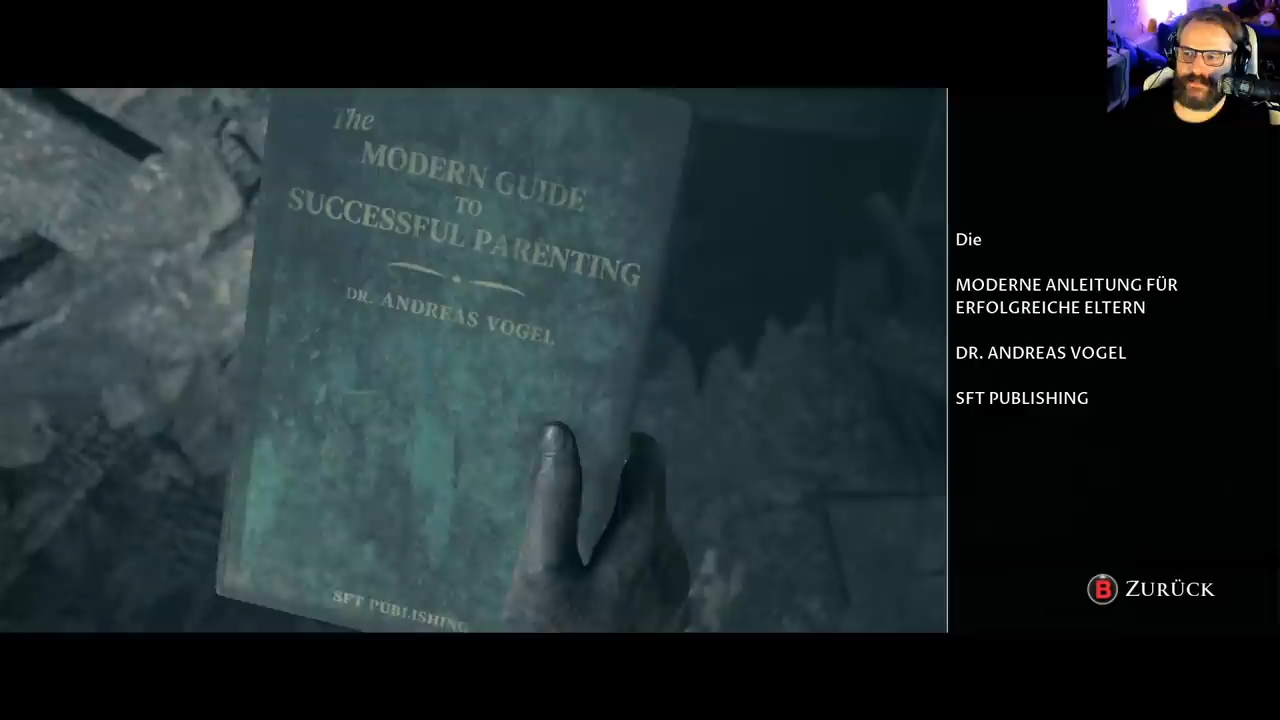 The
MODERN GUIDE
TO
SUCCESSFUL PARENTING
DR. ANDREAS VOGEL
SFT PUBLISHING
Die
MODERNE ANLEITUNG FÜR
ERFOLGREICHE ELTERN
DR. ANDREAS VOGEL
SFT PUBLISHING
B ZURÜCK